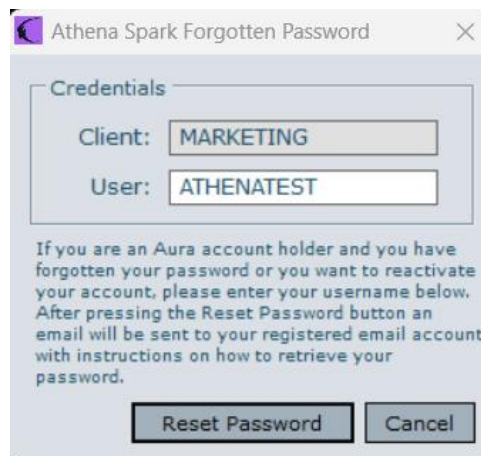 Athena Spark Forgotten Password
Credentials
Client: MARKETING
User: ATHENATEST
If you are an Aura account holder and you have
forgotten your password or you want to reactivate
your account, please enter your username below.
After pressing the Reset Password button an
email will be sent to your registered email account
with instructions on how to retrieve your
password.
Reset Password Cancel